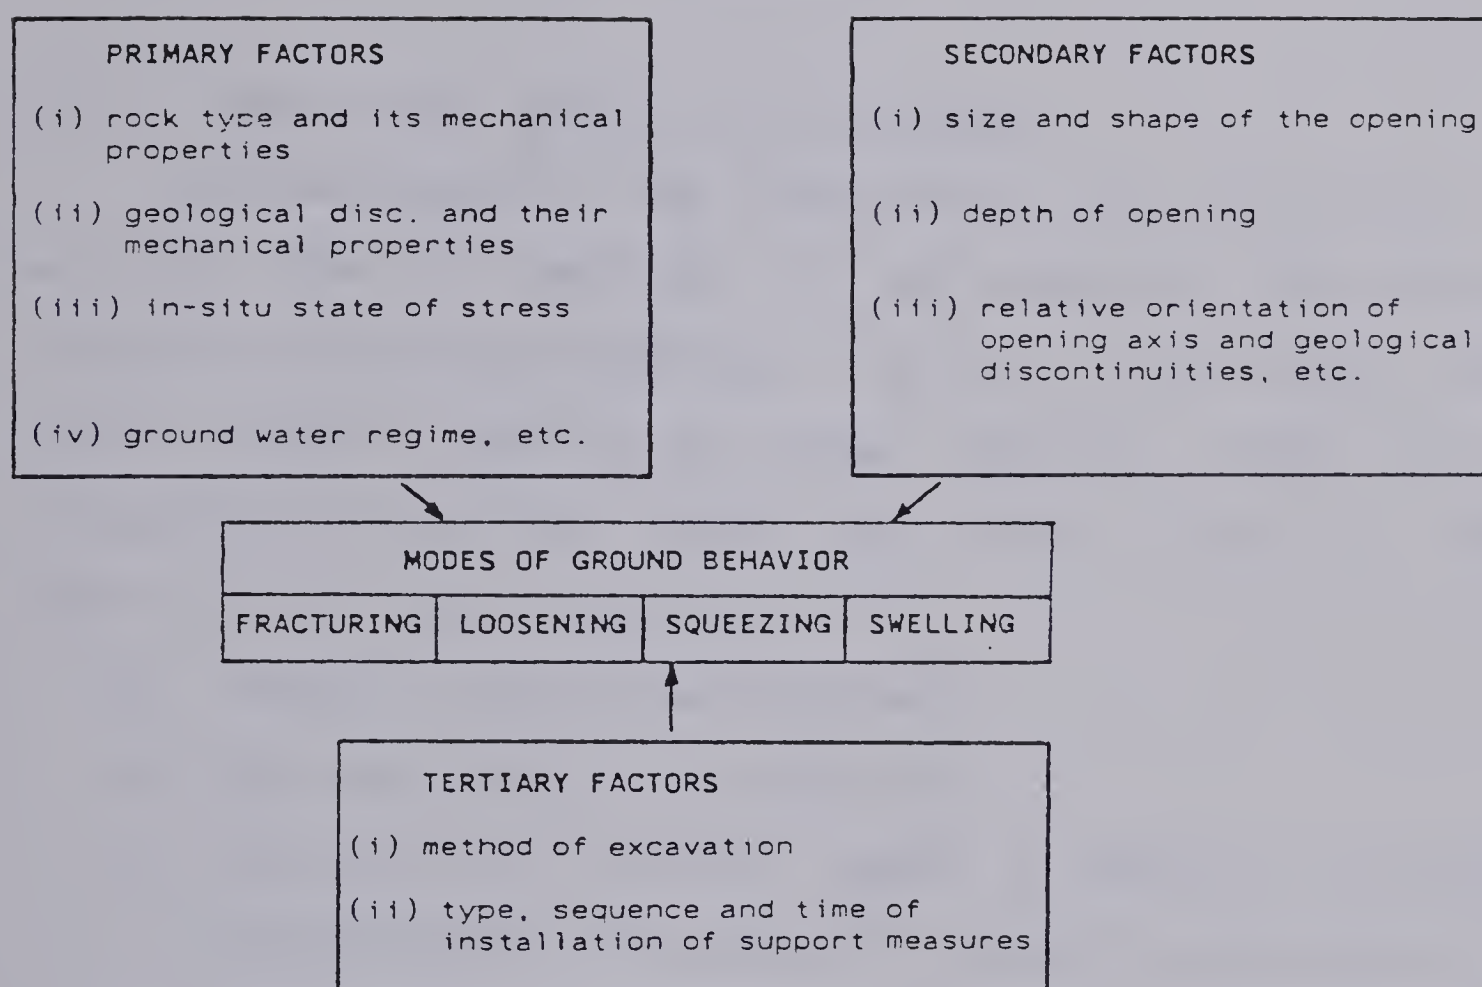 PRIMARY FACTORS
(i) rock type and its mechanical
properties
(ii) geological disc. and their
mechanical properties
(iii) in-situ state of stress
(iv) ground water regime, etc.
SECONDARY FACTORS
(i) size and shape of the opening
(ii) depth of opening
(iii) relative orientation of
opening axis and geological
discontinuities, etc.
MODES OF GROUND BEHAVIOR
FRACTURING LOOSENING SQUEEZING SWELLING
TERTIARY FACTORS
(i) method of excavation
(ii) type, sequence and time of
installation of support measures